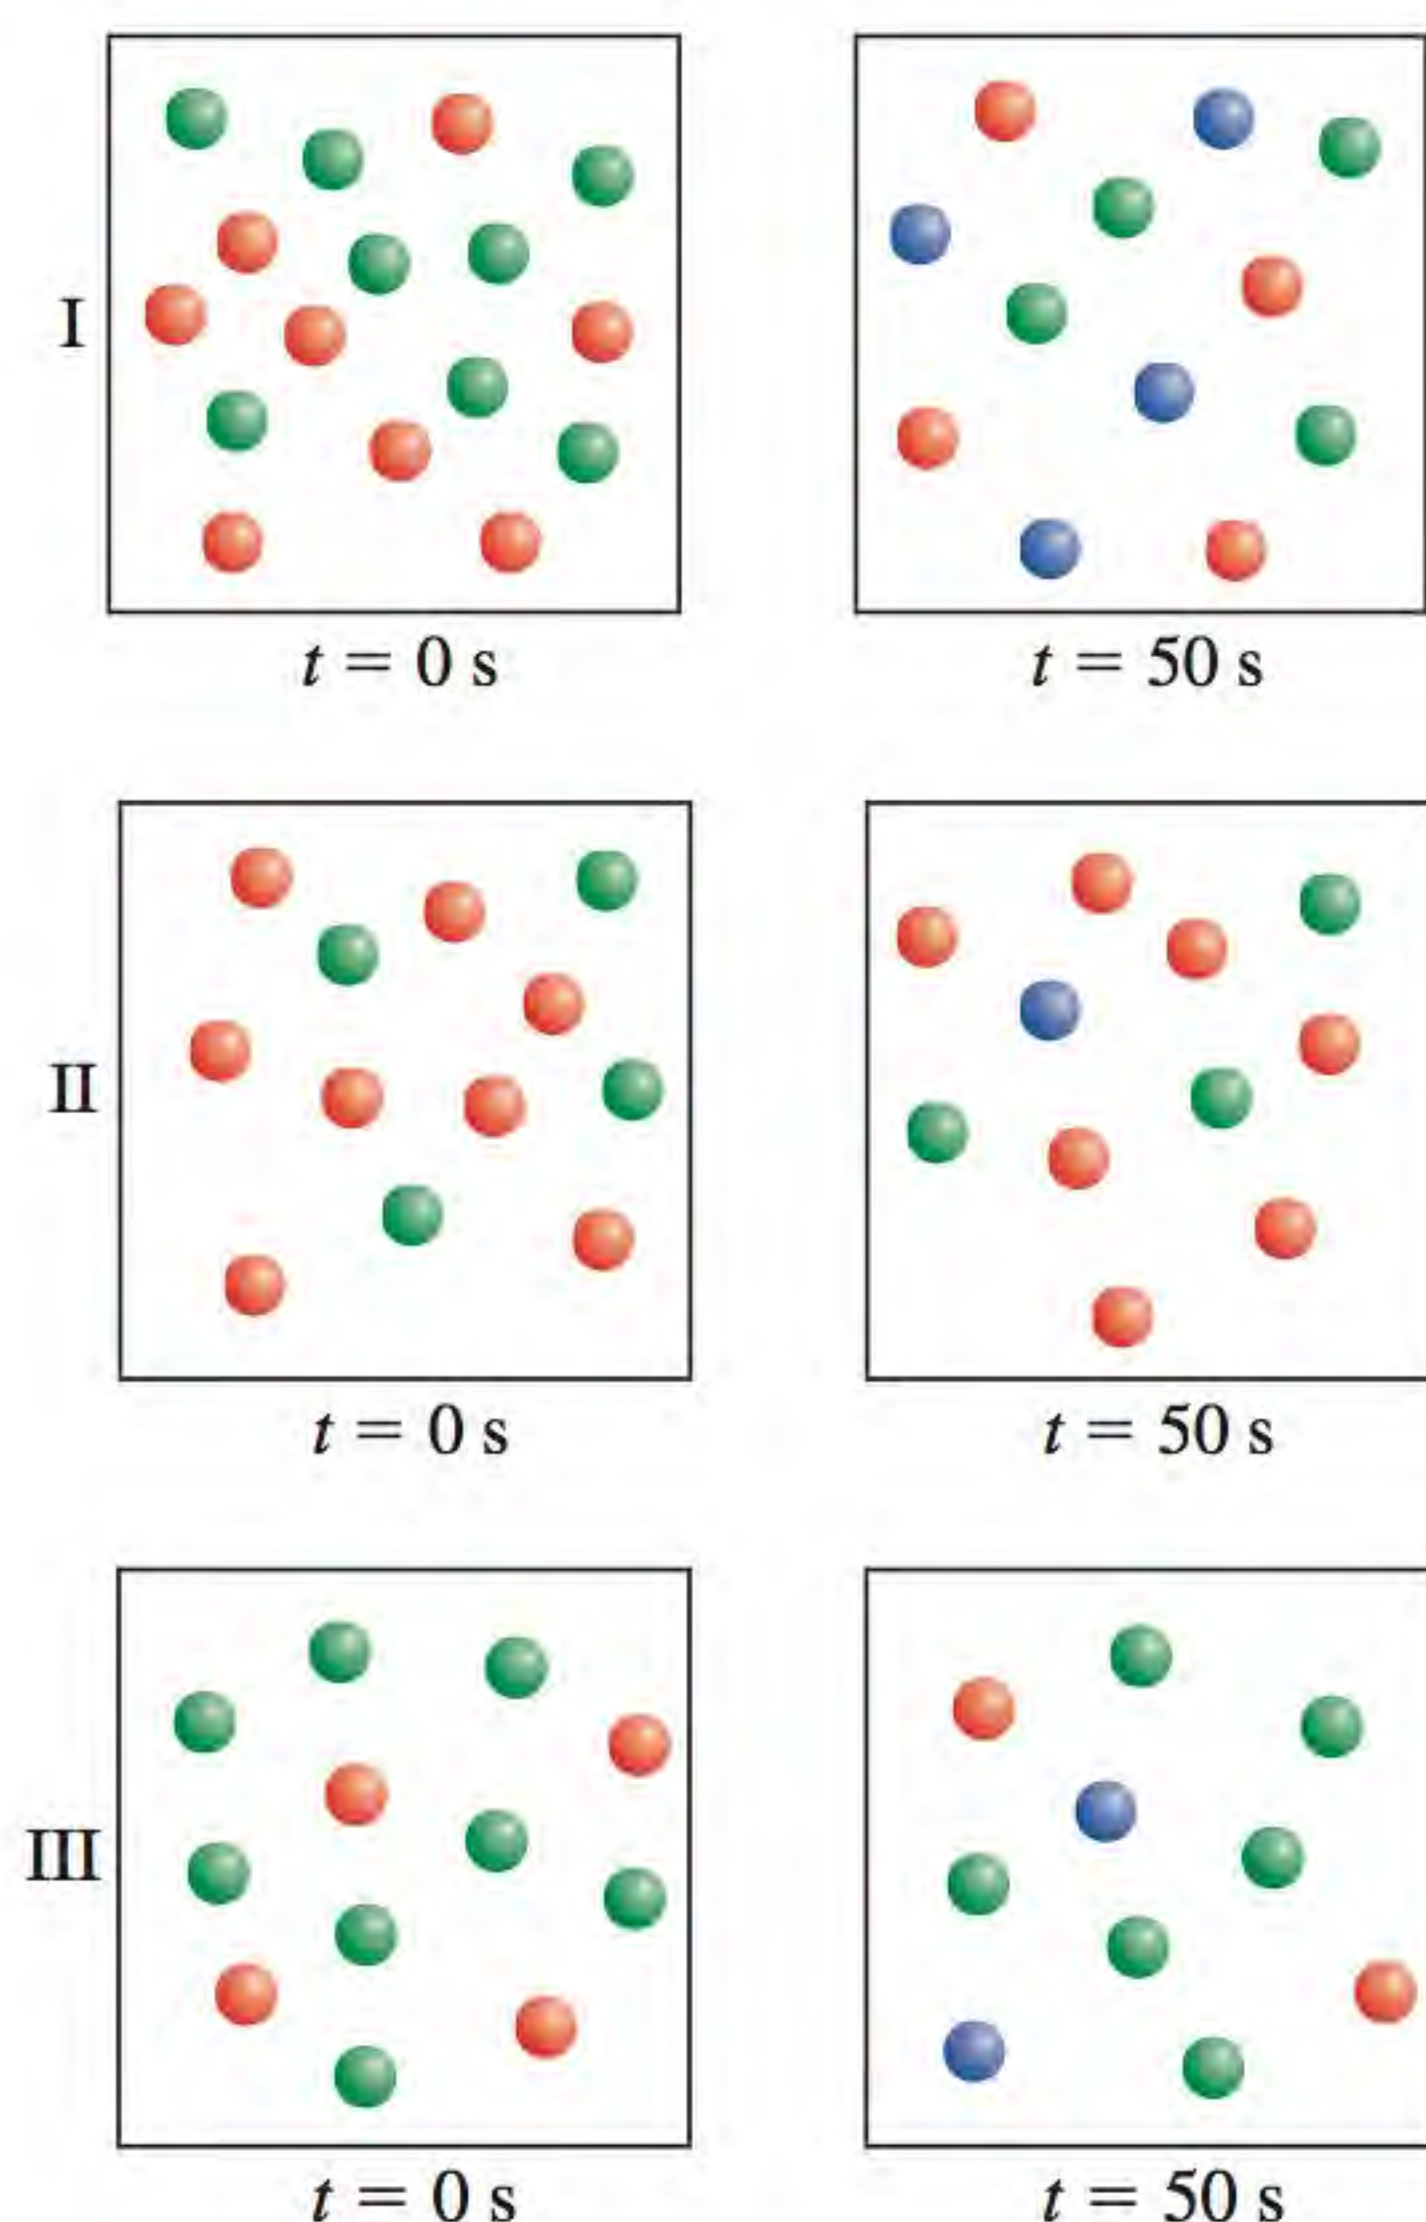 I
t = 0 s
t = 50 s
II
t = 0 s
t = 50 s
III
t = 0 s
t = 50 s